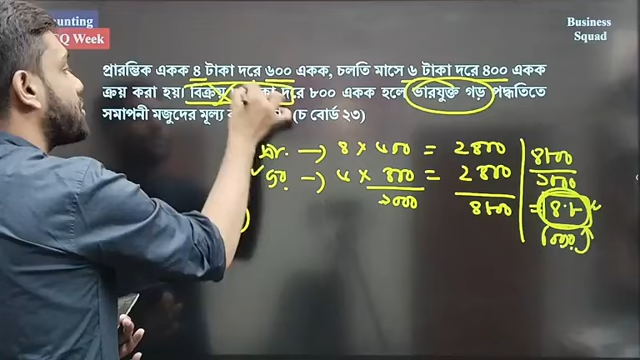 unting
Q Week
Business
Squad
প্রারম্ভিক একক ৪ টাকা দরে ৬০০ একক, চলতি মাসে ৬ টাকা দরে ৪০০ একক
ক্রয় করা হয়। বিক্রয় দরে ৮০০ একক হলে ভারযুক্ত গড় পদ্ধতিতে
সমাপনী মজুদের মূল্য (চ বোর্ড ২৩)
প্রা. → ৪ × ৬০০ = ২৪০০
ক্র. → ৬ × ৪০০ = ২৪০০
১০০০ ৪৮০০
৪৮০০
১০০০
= ৪.৮